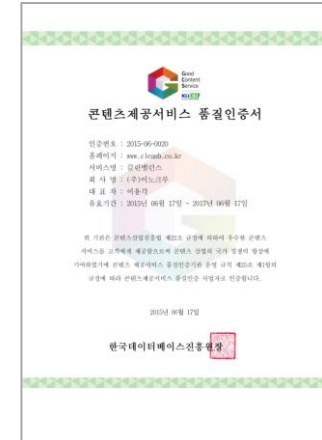 Good
Content
Service
콘텐츠제공서비스 품질인증서
인증번호 : 2015-06-0020
홈페이지 : www.cleanb.co.kr
서비스명 : 클린밸런스
회 사 명 : (주)이노크루
대 표 자 : 이용각
유효기간 : 2015년 06월 17일 ~ 2017년 06월 17일
위 기관은 콘텐츠산업진흥법 제22조 규정에 의하여 우수한 콘텐츠
서비스를 고객에게 제공함으로써 콘텐츠 산업의 국가 경쟁력 향상에
기여하였기에 콘텐츠 제공서비스 품질인증기관 운영 규칙 제15조 제1항의
규정에 따라 콘텐츠제공서비스 품질인증 사업자로 인증합니다.
2015년 06월 17일
한국데이터베이스진흥원장